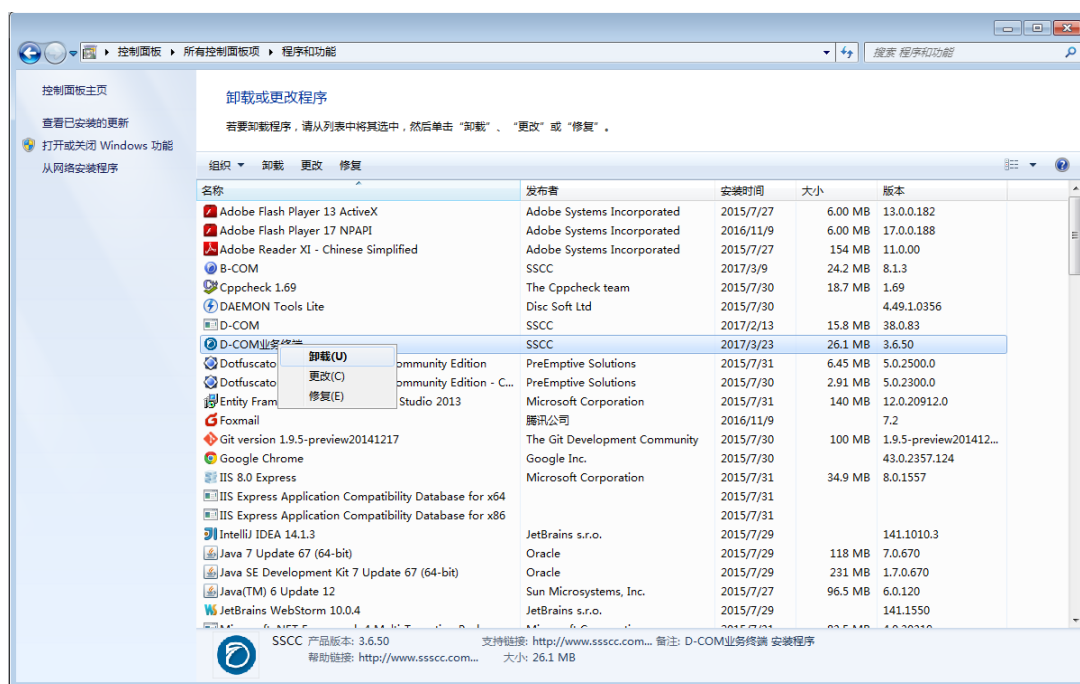 控制面板 ▸ 所有控制面板项 ▸ 程序和功能
搜索 程序和功能
控制面板主页
查看已安装的更新
打开或关闭 Windows 功能
从网络安装程序
卸载或更改程序
若要卸载程序，请从列表中将其选中，然后单击“卸载”、“更改”或“修复”。
组织 卸载 更改 修复
名称 发布者 安装时间 大小 版本
Adobe Flash Player 13 ActiveX Adobe Systems Incorporated 2015/7/27 6.00 MB 13.0.0.182
Adobe Flash Player 17 NPAPI Adobe Systems Incorporated 2016/11/9 6.00 MB 17.0.0.188
Adobe Reader XI - Chinese Simplified Adobe Systems Incorporated 2015/7/27 154 MB 11.0.00
B-COM SSCC 2017/3/9 24.2 MB 8.1.3
Cppcheck 1.69 The Cppcheck team 2015/7/30 18.7 MB 1.69
DAEMON Tools Lite Disc Soft Ltd 2015/7/30 4.49.1.0356
D-COM SSCC 2017/2/13 15.8 MB 38.0.83
D-COM业务终端 SSCC 2017/3/23 26.1 MB 3.6.50
卸载(U)
更改(C)
修复(E)
Dotfuscato ommunity Edition PreEmptive Solutions 2015/7/31 6.45 MB 5.0.2500.0
Dotfuscato ommunity Edition - C... PreEmptive Solutions 2015/7/30 2.91 MB 5.0.2300.0
Entity Fram Studio 2013 Microsoft Corporation 2015/7/31 140 MB 12.0.20912.0
Foxmail 腾讯公司 2016/11/9 7.2
Git version 1.9.5-preview20141217 The Git Development Community 2015/7/30 100 MB 1.9.5-preview201412...
Google Chrome Google Inc. 2015/7/30 43.0.2357.124
IIS 8.0 Express Microsoft Corporation 2015/7/31 34.9 MB 8.0.1557
IIS Express Application Compatibility Database for x64 2015/7/31
IIS Express Application Compatibility Database for x86 2015/7/31
IntelliJ IDEA 14.1.3 JetBrains s.r.o. 2015/7/29 141.1010.3
Java 7 Update 67 (64-bit) Oracle 2015/7/29 118 MB 7.0.670
Java SE Development Kit 7 Update 67 (64-bit) Oracle 2015/7/29 231 MB 1.7.0.670
Java(TM) 6 Update 12 Sun Microsystems, Inc. 2015/7/27 96.5 MB 6.0.120
JetBrains WebStorm 10.0.4 JetBrains s.r.o. 2015/7/29 141.1550
SSCC 产品版本: 3.6.50 支持链接: http://www.ssscc.com... 备注: D-COM业务终端 安装程序
帮助链接: http://www.ssscc.com... 大小: 26.1 MB